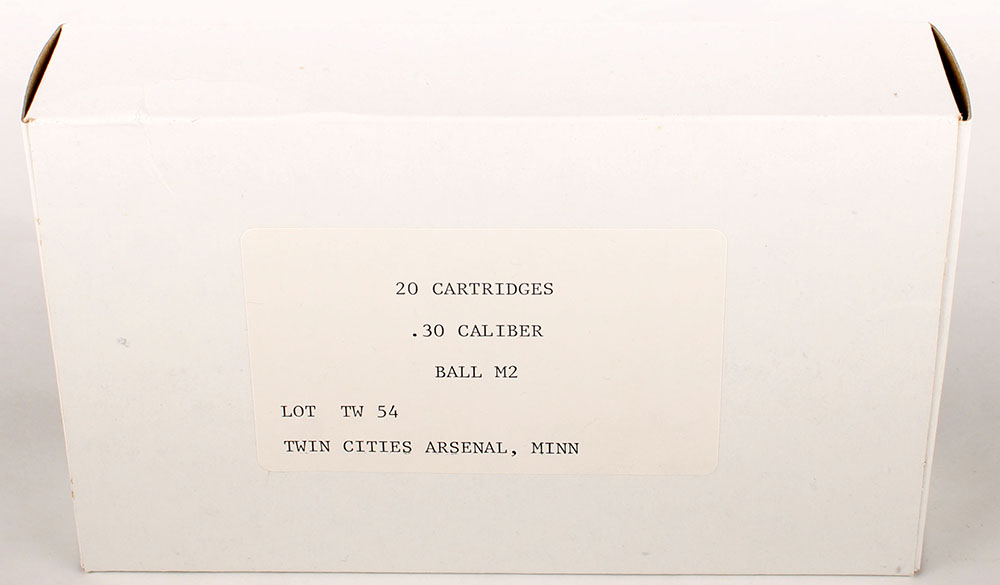 20 CARTRIDGES
.30 CALIBER
BALL M2
LOT TW 54
TWIN CITIES ARSENAL, MINN